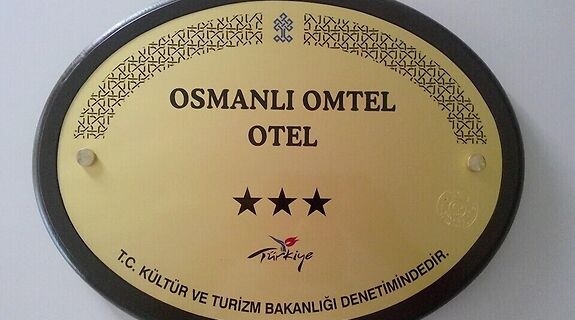 OSMANLI OMTEL
OTEL
Türkiye
T.C. KÜLTÜR VE TURİZM BAKANLIĞI DENETİMİNDEDİR.